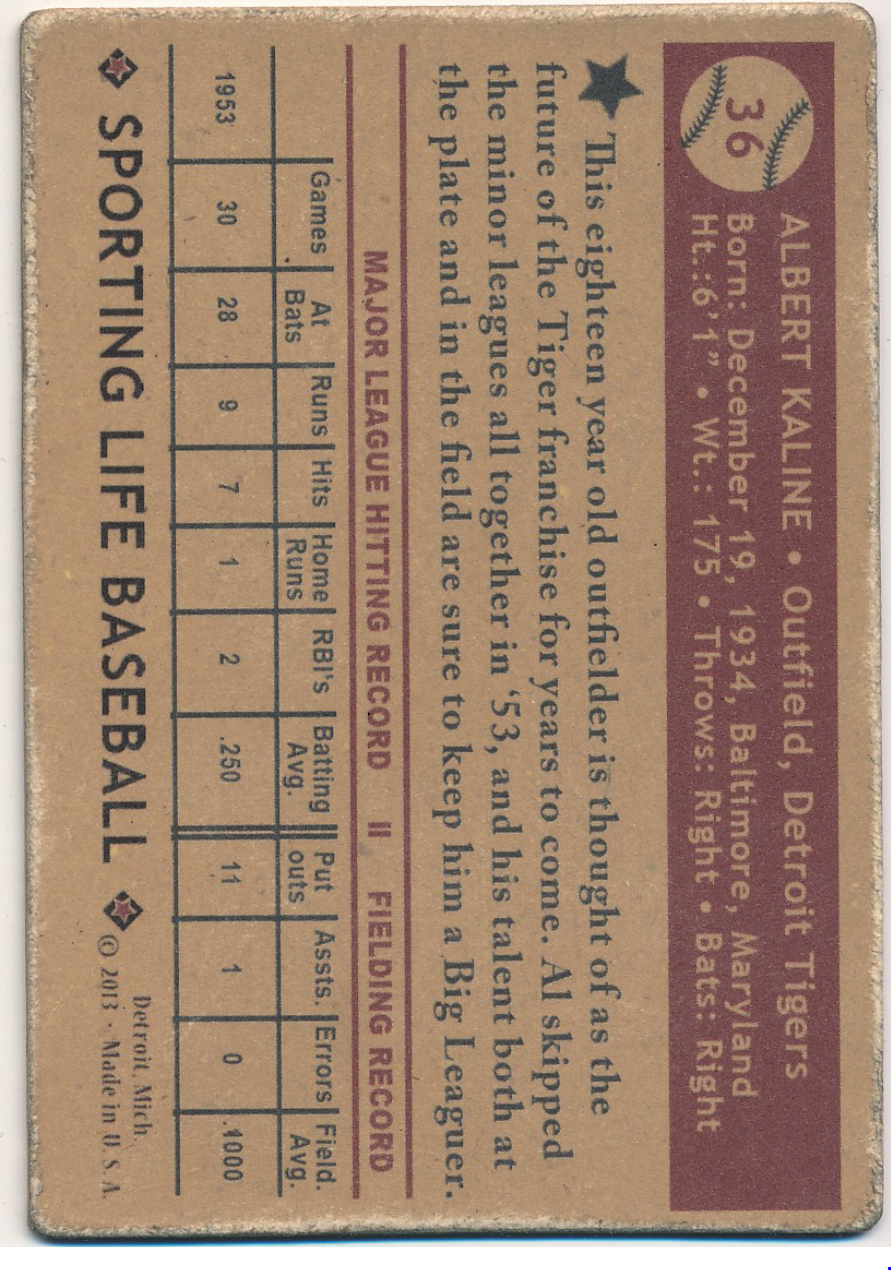 36
ALBERT KALINE • Outfield, Detroit Tigers
Born: December 19, 1934, Baltimore, Maryland
Ht.:6'1” • Wt.: 175 • Throws: Right • Bats: Right
This eighteen year old outfielder is thought of as the
future of the Tiger franchise for years to come. Al skipped
the minor leagues all together in ‘53, and his talent both at
the plate and in the field are sure to keep him a Big Leaguer.
MAJOR LEAGUE HITTING RECORD II FIELDING RECORD
Games At Bats Runs Hits Home Runs RBI's Batting Avg. Put outs Assts. Errors Field. Avg.
1953 30 28 9 7 1 2 .250 11 1 0 .1000
SPORTING LIFE BASEBALL
Detroit, Mich.
© 2013 · Made in U.S.A.